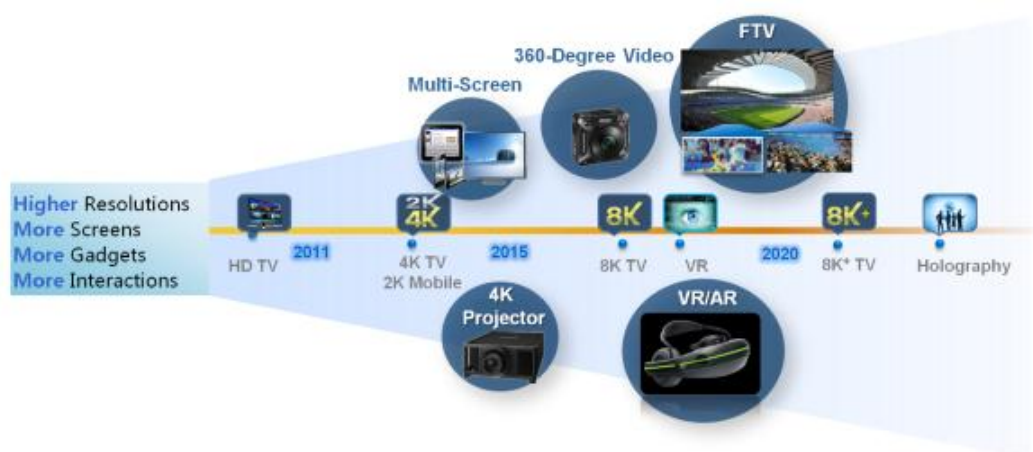 FTV
360-Degree Video
Multi-Screen
Higher Resolutions
More Screens
More Gadgets
More Interactions
2K
4K
8K
8K+
HD TV
2011
4K TV
2K Mobile
2015
8K TV
VR
2020
8K+ TV
Holography
4K
Projector
VR/AR